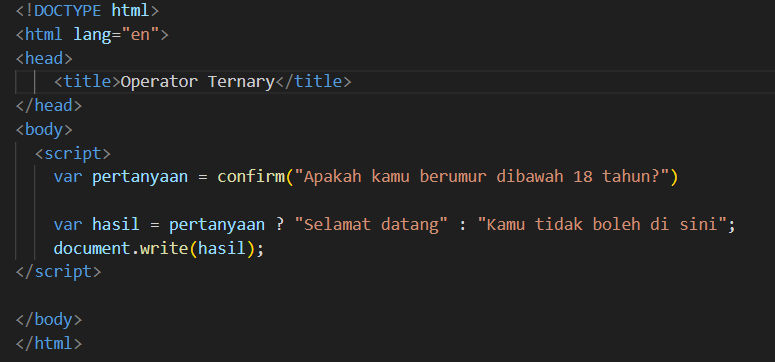 <!DOCTYPE html>
<html lang="en">
<head>
    <title>Operator Ternary</title>
</head>
<body>
  <script>
    var pertanyaan = confirm("Apakah kamu berumur dibawah 18 tahun?")

    var hasil = pertanyaan ? "Selamat datang" : "Kamu tidak boleh di sini";
    document.write(hasil);
</script>

</body>
</html>